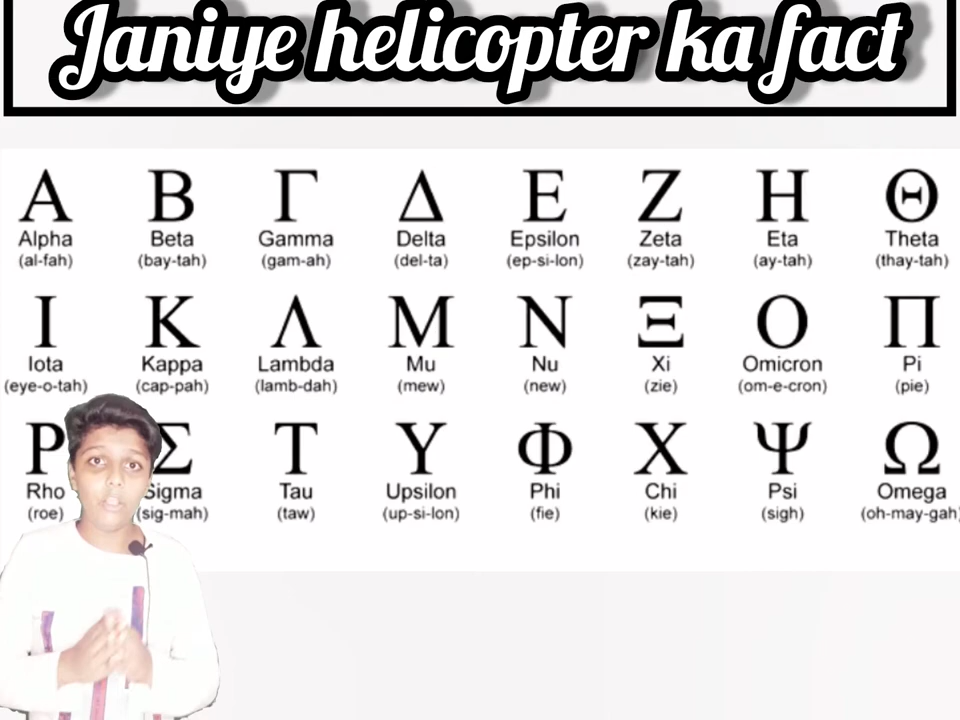 Janiye helicopter ka fact
Α Β Γ Δ Ε Ζ Η Θ
Alpha Beta Gamma Delta Epsilon Zeta Eta Theta
(al-fah) (bay-tah) (gam-ah) (del-ta) (ep-si-lon) (zay-tah) (ay-tah) (thay-tah)
Ι Κ Λ Μ Ν Ξ Ο Π
Iota Kappa Lambda Mu Nu Xi Omicron Pi
(eye-o-tah) (cap-pah) (lamb-dah) (mew) (new) (zie) (om-e-cron) (pie)
Ρ Σ Τ Υ Φ Χ Ψ Ω
Rho Sigma Tau Upsilon Phi Chi Psi Omega
(roe) (sig-mah) (taw) (up-si-lon) (fie) (kie) (sigh) (oh-may-gah)